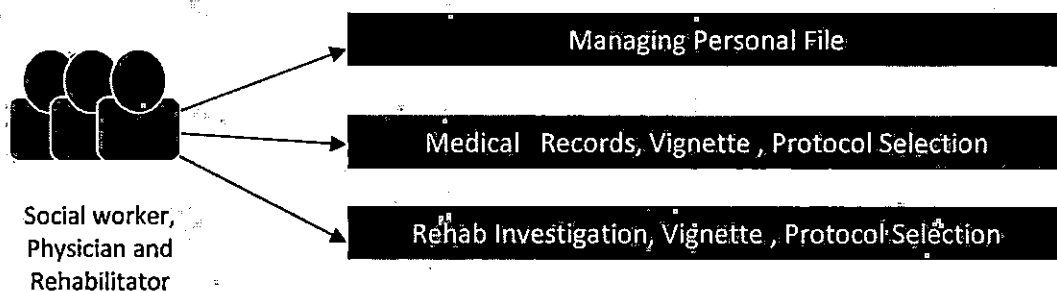 Managing Personal File
Medical Records, Vignette , Protocol Selection
Rehab Investigation, Vignette , Protocol Selection
Social worker,
Physician and
Rehabilitator